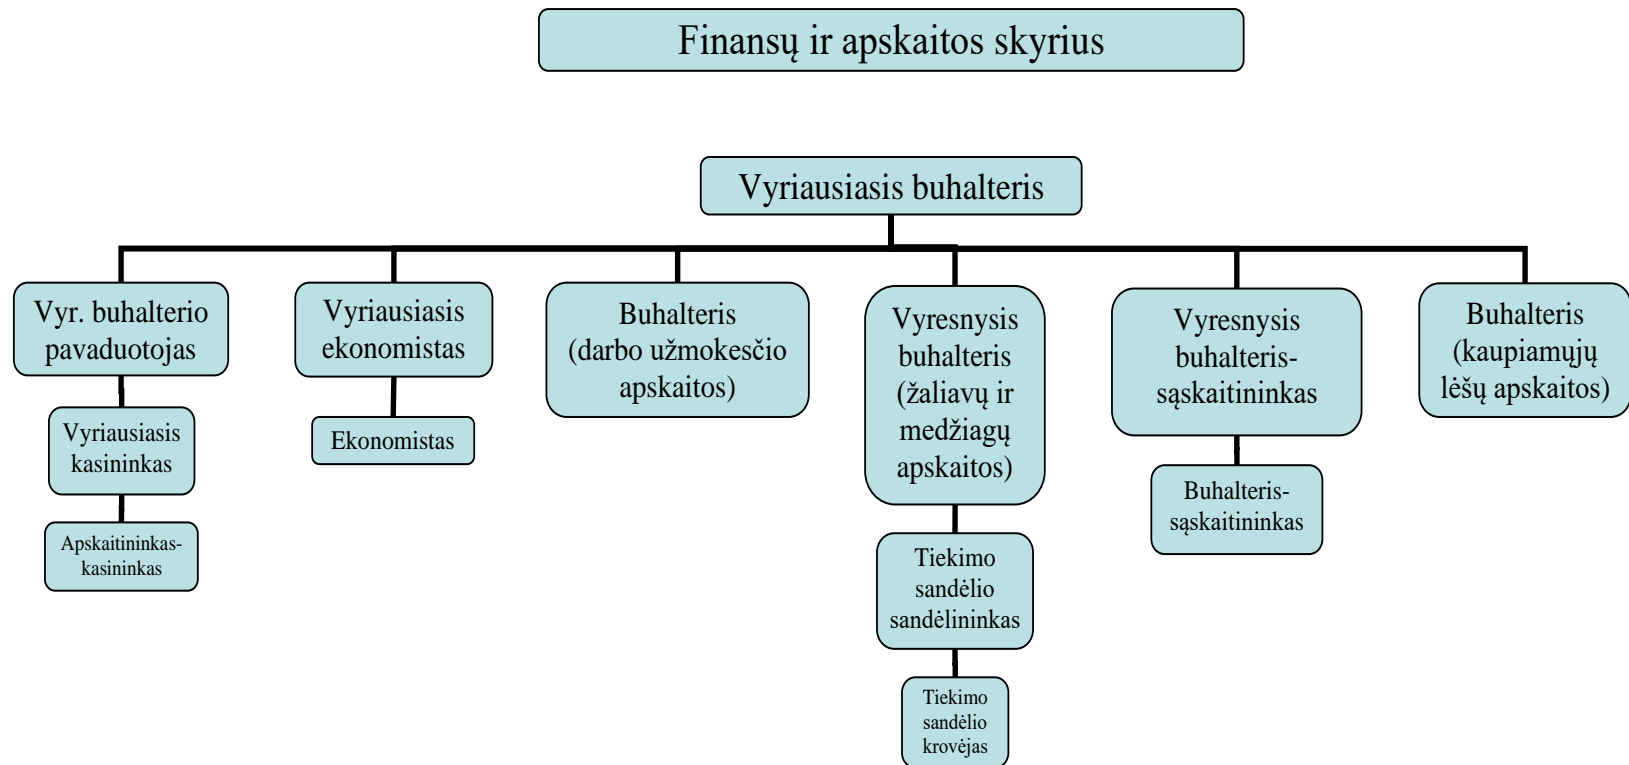 Finansų ir apskaitos skyrius
Vyriausiasis buhalteris
Vyr. buhalterio
pavaduotojas
Vyriausiasis
kasininkas
Apskaitininkas-
kasininkas
Vyriausiasis
ekonomistas
Ekonomistas
Buhalteris
(darbo užmokesčio
apskaitos)
Vyresnysis
buhalteris
(žaliavų ir
medžiagų
apskaitos)
Tiekimo
sandėlio
sandėlininkas
Tiekimo
sandėlio
krovėjas
Vyresnysis
buhalteris-
sąskaitininkas
Buhalteris-
sąskaitininkas
Buhalteris
(kaupiamųjų
lėšų apskaitos)